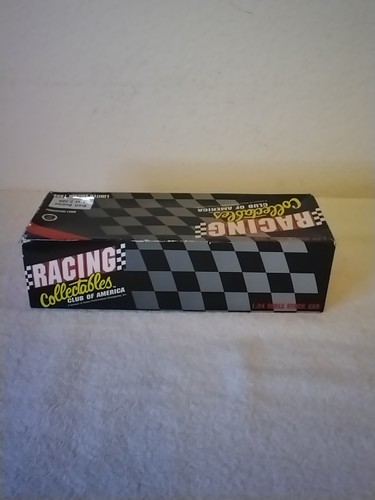 RACING
Collectables
CLUB OF AMERICA
RACING
Collectables
CLUB OF AMERICA
1:24 SCALE STOCK CAR